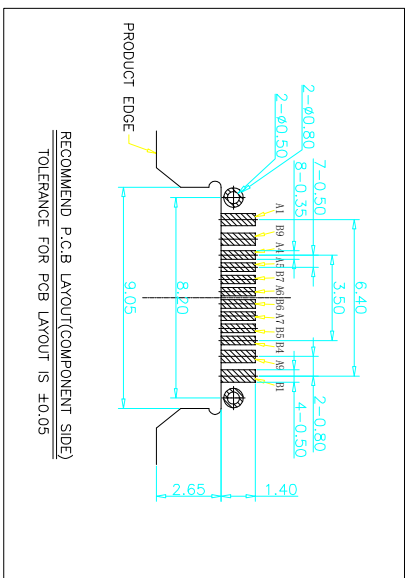 6.40
3.50
2-ø0.80
2-ø0.50
7-0.50
8-0.35
2-0.80
4-0.50
A1 B9 A4 A5 B7 A6 B6 A7 B5 B4 A9 B1
1.40
2.65
8.20
9.05
PRODUCT EDGE
RECOMMEND P.C.B LAYOUT(COMPONENT SIDE)
TOLERANCE FOR PCB LAYOUT IS ±0.05